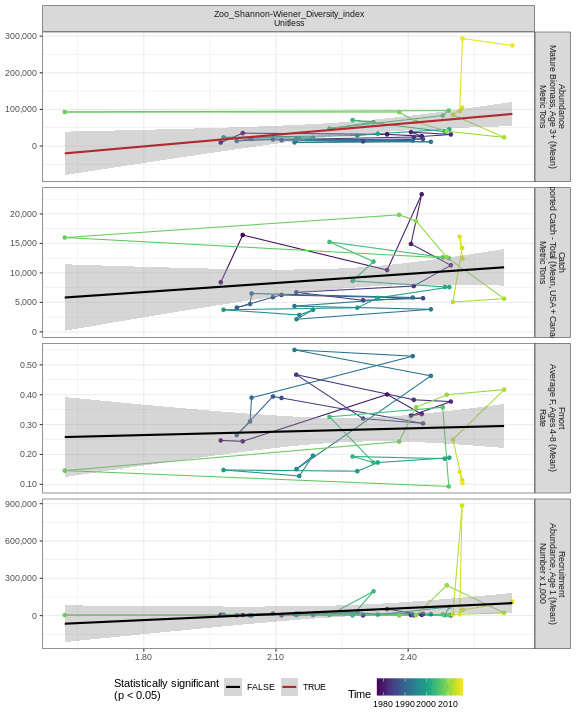 Zoo_Shannon-Wiener_Diversity_index
Unitless
300,000
200,000
100,000
0
Abundance
Mature Biomass, Age 3+ (Mean)
Metric Tons
20,000
15,000
10,000
5,000
0
Catch
ported Catch - Total (Mean, USA + Cana
Metric Tons
0.50
0.40
0.30
0.20
0.10
Fmort
Average F, Ages 4-8 (Mean)
Rate
900,000
600,000
300,000
0
Recruitment
Abundance, Age 1 (Mean)
Number x 1,000
1.80 2.10 2.40
Statistically significant
(p < 0.05)
FALSE TRUE
Time
1980 1990 2000 2010